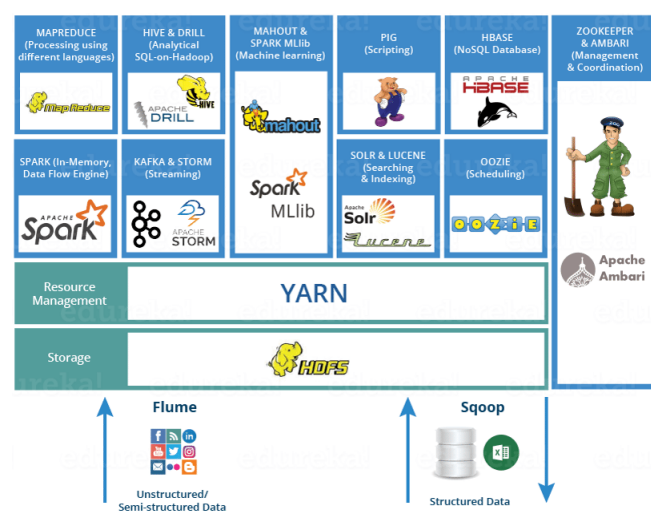 MAPREDUCE
(Processing using
different languages)
Map Reduce
HIVE & DRILL
(Analytical
SQL-on-Hadoop)
HIVE
APACHE
DRILL
MAHOUT &
SPARK MLlib
(Machine learning)
mahout
Spark
MLlib
PIG
(Scripting)
HBASE
(NoSQL Database)
APACHE
HBASE
ZOOKEEPER
& AMBARI
(Management
& Coordination)
Apache
Ambari
SPARK (In-Memory,
Data Flow Engine)
APACHE
Spark
KAFKA & STORM
(Streaming)
APACHE
STORM
SOLR & LUCENE
(Searching
& Indexing)
Apache
Solr
Lucene
OOZIE
(Scheduling)
OOZIE
Resource
Management
YARN
Storage
HDFS
Flume
Unstructured/
Semi-structured Data
Sqoop
Structured Data
edureka!